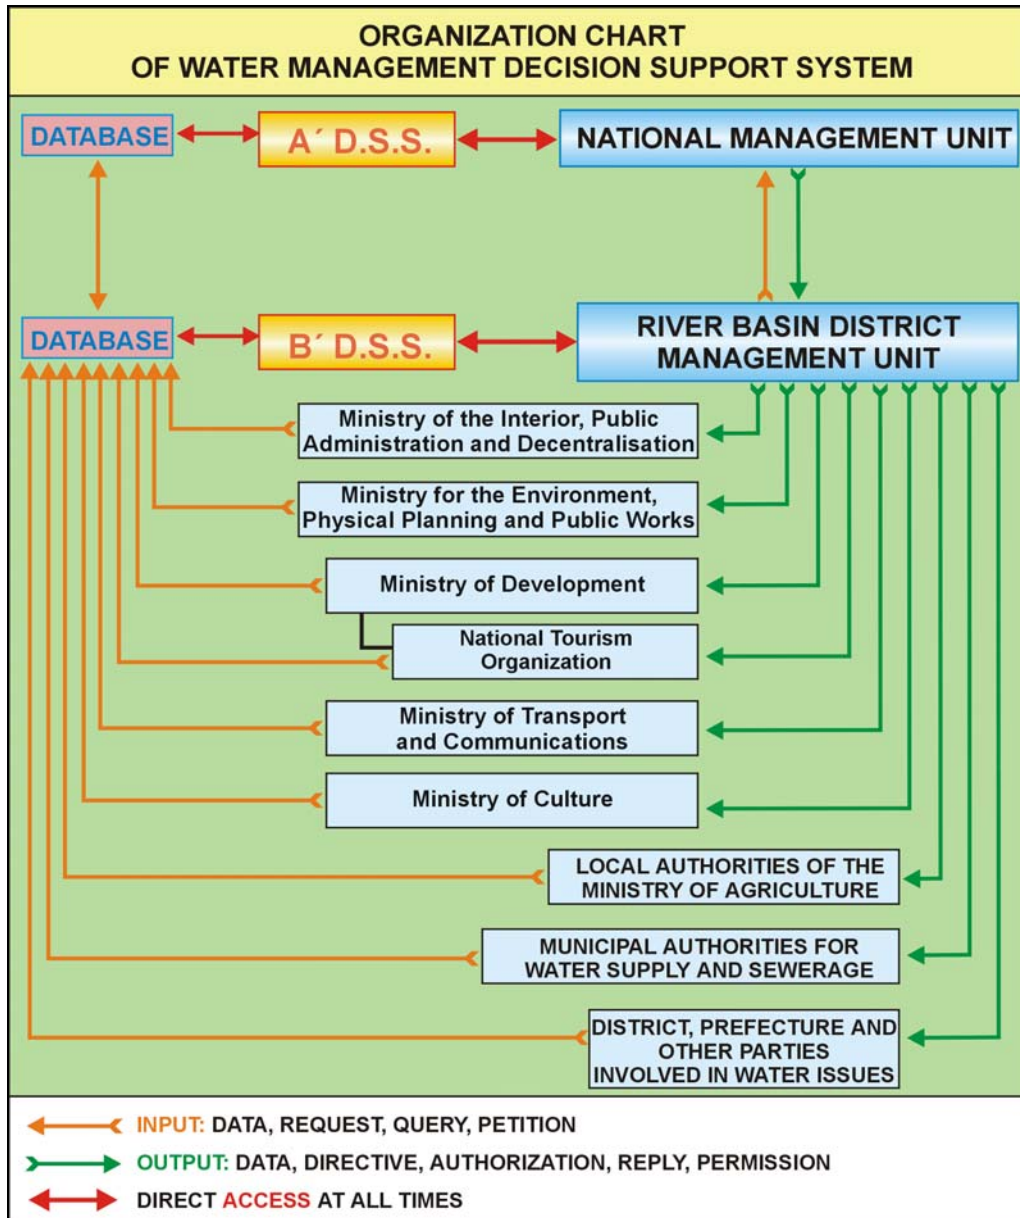 ORGANIZATION CHART
OF WATER MANAGEMENT DECISION SUPPORT SYSTEM
DATABASE
A´ D.S.S.
NATIONAL MANAGEMENT UNIT
DATABASE
B´ D.S.S.
RIVER BASIN DISTRICT
MANAGEMENT UNIT
Ministry of the Interior, Public
Administration and Decentralisation
Ministry for the Environment,
Physical Planning and Public Works
Ministry of Development
National Tourism
Organization
Ministry of Transport
and Communications
Ministry of Culture
LOCAL AUTHORITIES OF THE
MINISTRY OF AGRICULTURE
MUNICIPAL AUTHORITIES FOR
WATER SUPPLY AND SEWERAGE
DISTRICT, PREFECTURE AND
OTHER PARTIES
INVOLVED IN WATER ISSUES
INPUT: DATA, REQUEST, QUERY, PETITION
OUTPUT: DATA, DIRECTIVE, AUTHORIZATION, REPLY, PERMISSION
DIRECT ACCESS AT ALL TIMES